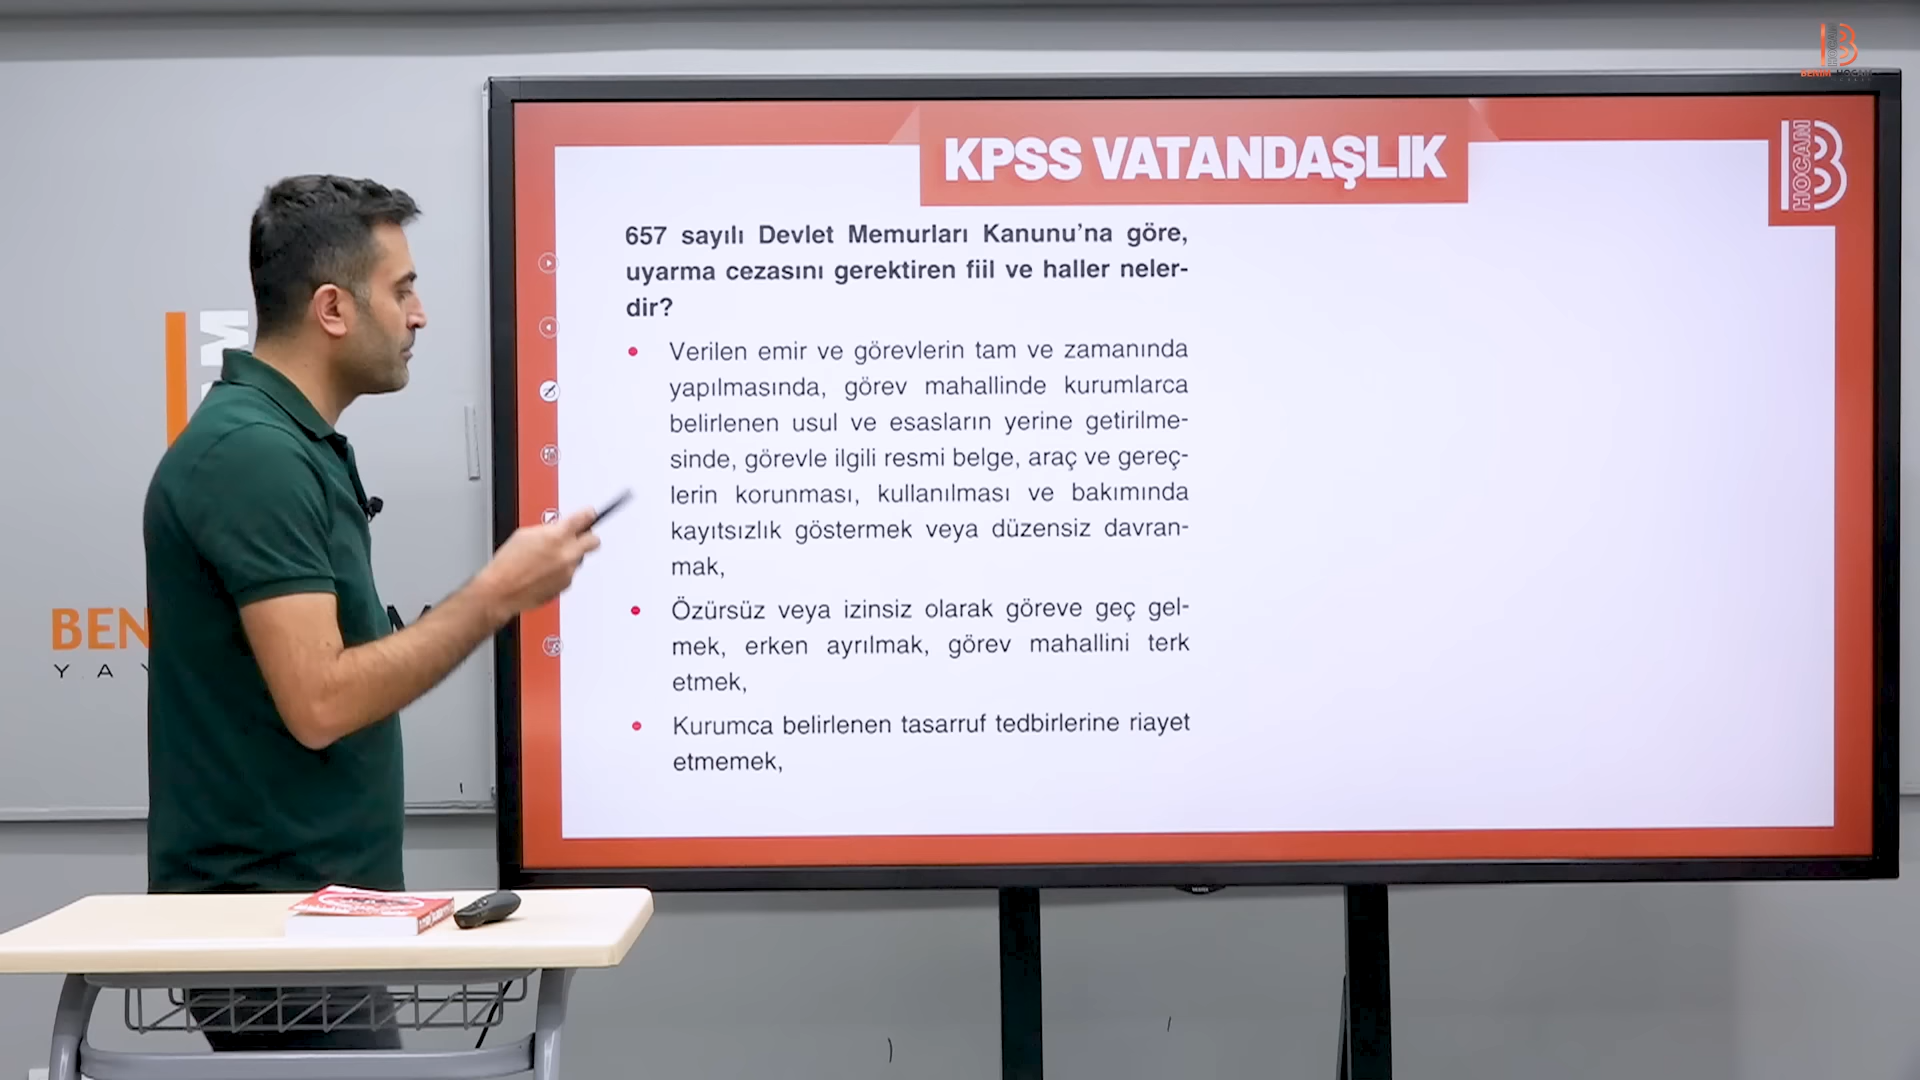 BENİM HOCAM
KPSS VATANDAŞLIK
HOCAM
657 sayılı Devlet Memurları Kanunu'na göre,
uyarma cezasını gerektiren fiil ve haller neler-
dir?
• Verilen emir ve görevlerin tam ve zamanında
yapılmasında, görev mahallinde kurumlarca
belirlenen usul ve esasların yerine getirilme-
sinde, görevle ilgili resmi belge, araç ve gereç-
lerin korunması, kullanılması ve bakımında
kayıtsızlık göstermek veya düzensiz davran-
mak,
• Özürsüz veya izinsiz olarak göreve geç gel-
mek, erken ayrılmak, görev mahallini terk
etmek,
• Kurumca belirlenen tasarruf tedbirlerine riayet
etmemek,
BEN
YAY